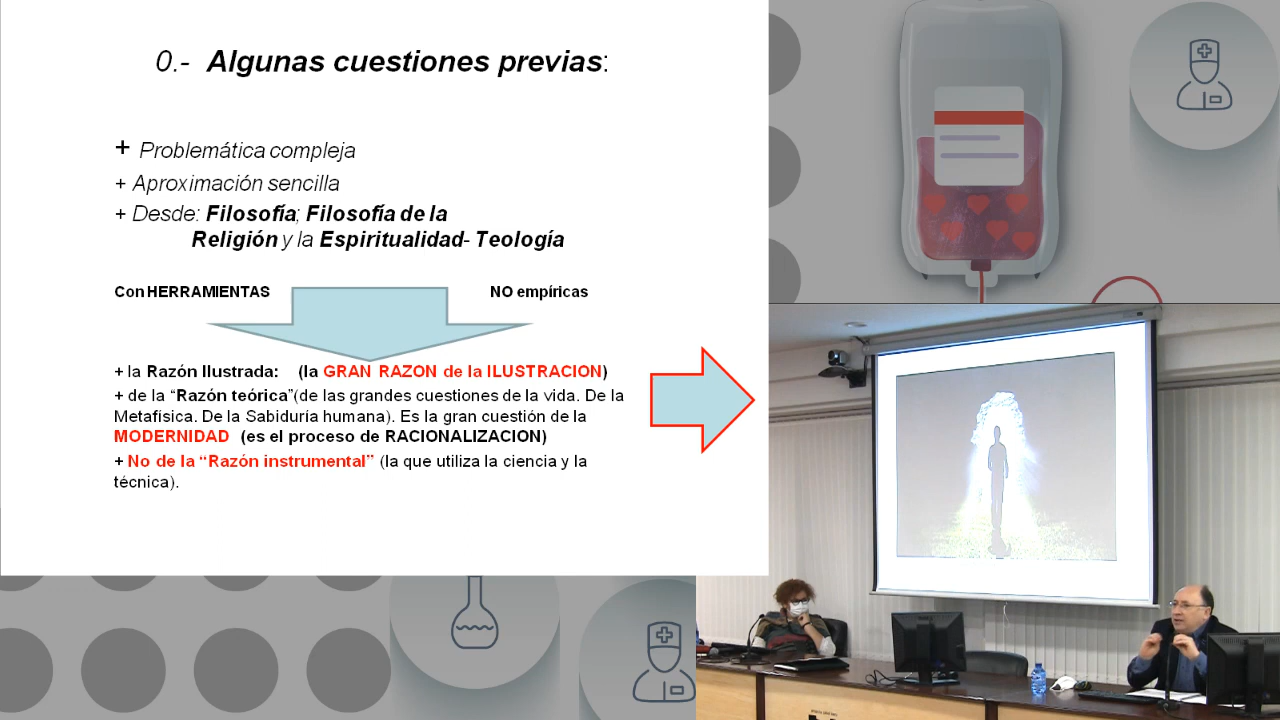 0.- Algunas cuestiones previas:
+ Problemática compleja
+ Aproximación sencilla
+ Desde: Filosofía; Filosofía de la
Religión y la Espiritualidad- Teología
Con HERRAMIENTAS NO empíricas
+ la Razón Ilustrada: (la GRAN RAZON de la ILUSTRACION)
+ de la “Razón teórica”(de las grandes cuestiones de la vida. De la
Metafísica. De la Sabiduría humana). Es la gran cuestión de la
MODERNIDAD (es el proceso de RACIONALIZACION)
+ No de la “Razón instrumental” (la que utiliza la ciencia y la
técnica).